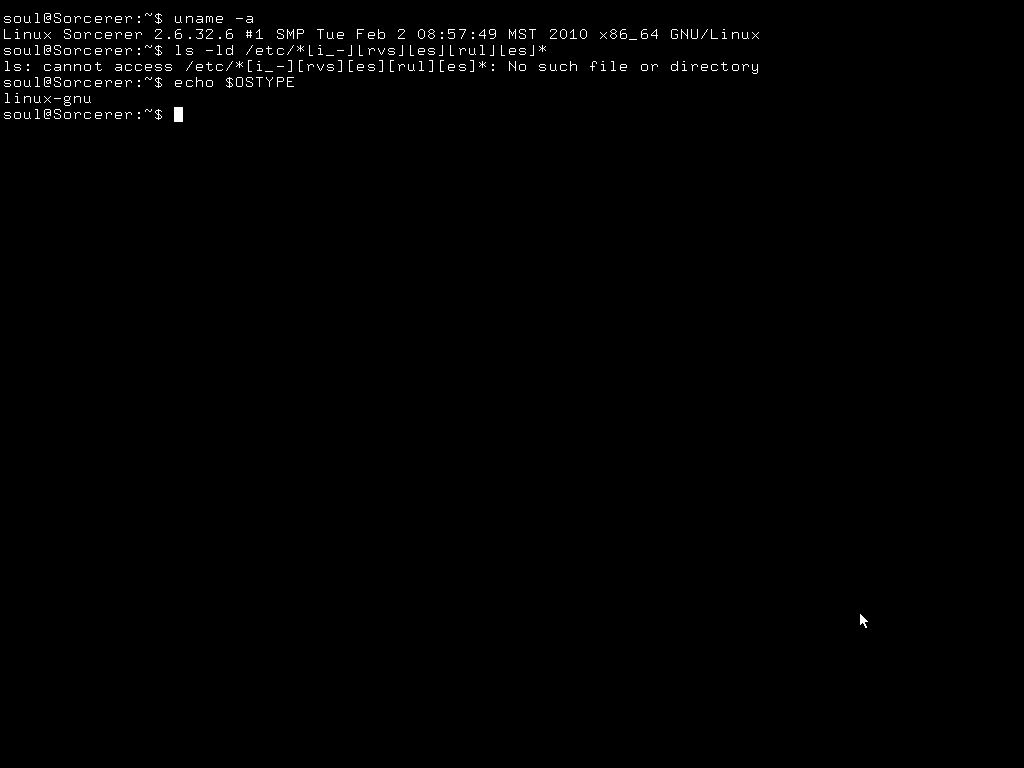 soul@Sorcerer:~$ uname -a
Linux Sorcerer 2.6.32.6 #1 SMP Tue Feb 2 08:57:49 MST 2010 x86_64 GNU/Linux
soul@Sorcerer:~$ ls -ld /etc/*[i_-][rvs][es][rul][es]*
ls: cannot access /etc/*[i_-][rvs][es][rul][es]*: No such file or directory
soul@Sorcerer:~$ echo $OSTYPE
linux-gnu
soul@Sorcerer:~$